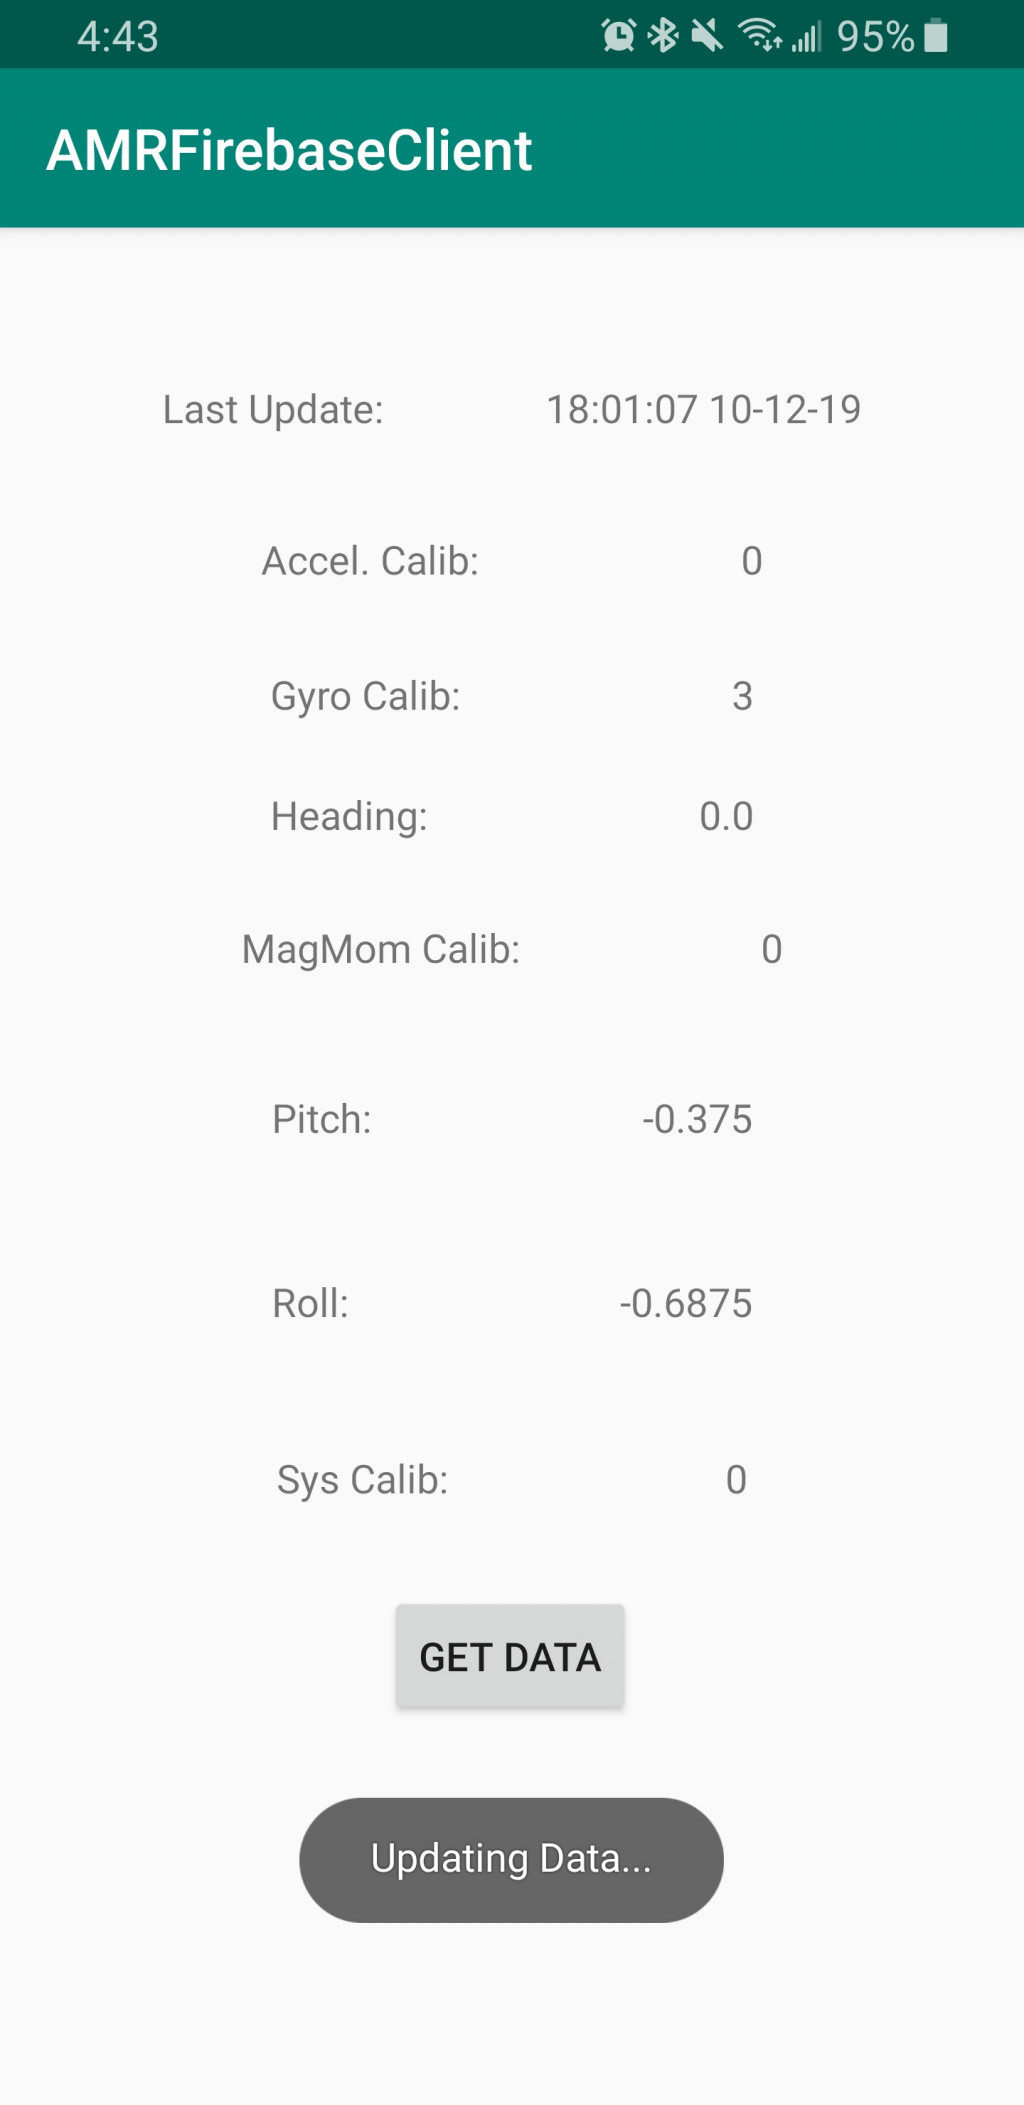 4:43 95%
AMRFirebaseClient
Last Update: 18:01:07 10-12-19
Accel. Calib: 0
Gyro Calib: 3
Heading: 0.0
MagMom Calib: 0
Pitch: -0.375
Roll: -0.6875
Sys Calib: 0
GET DATA
Updating Data...